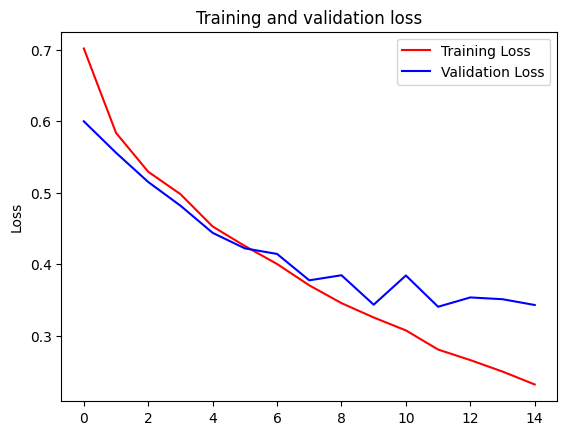 Training and validation loss
Training Loss
Validation Loss
Loss
0.7
0.6
0.5
0.4
0.3
0 2 4 6 8 10 12 14